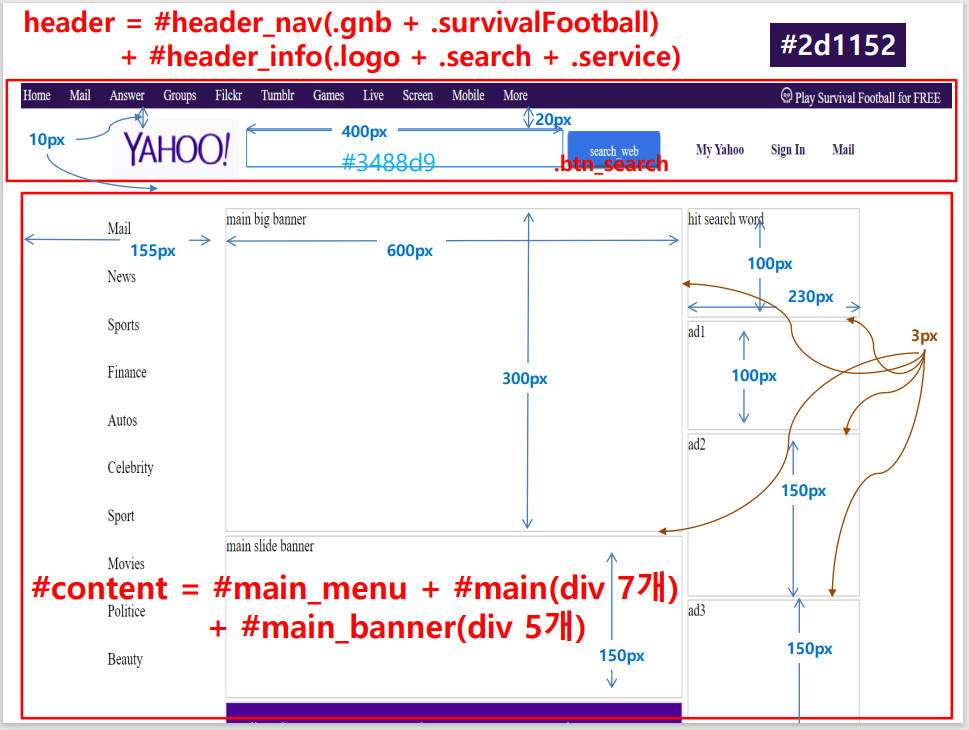 header = #header_nav(.gnb + .survivalFootball)
+ #header_info(.logo + .search + .service)
#2d1152
Home Mail Answer Groups Filckr Tumblr Games Live Screen Mobile More Play Survival Football for FREE
10px
YAHOO!
400px
20px
#3488d9
search web
.btn_search
My Yahoo Sign In Mail
Mail
News
Sports
Finance
Autos
Celebrity
Sport
Movies
Politice
Beauty
155px
main big banner
600px
300px
hit search word
100px
230px
3px
ad1
100px
ad2
150px
main slide banner
#content = #main_menu + #main(div 7개)
+ #main_banner(div 5개)
150px
ad3
150px